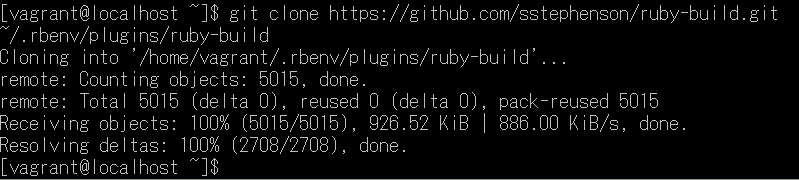 [vagrant@localhost ~]$ git clone https://github.com/sstephenson/ruby-build.git
~/.rbenv/plugins/ruby-build
Cloning into '/home/vagrant/.rbenv/plugins/ruby-build'...
remote: Counting objects: 5015, done.
remote: Total 5015 (delta 0), reused 0 (delta 0), pack-reused 5015
Receiving objects: 100% (5015/5015), 926.52 KiB | 886.00 KiB/s, done.
Resolving deltas: 100% (2708/2708), done.
[vagrant@localhost ~]$